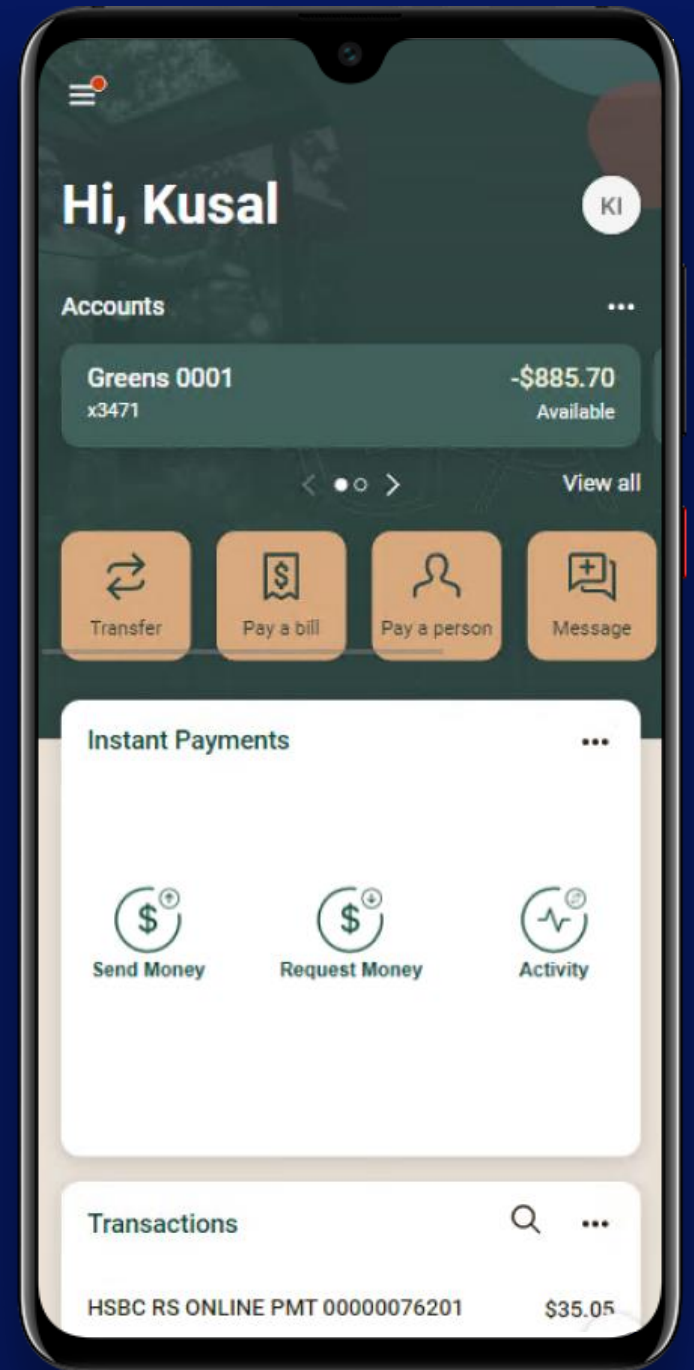 Hi, Kusal
KI
Accounts
Greens 0001 -$885.70
x3471 Available
View all
Transfer Pay a bill Pay a person Message
Instant Payments
$ $
Send Money Request Money Activity
Transactions
HSBC RS ONLINE PMT 00000076201 $35.05